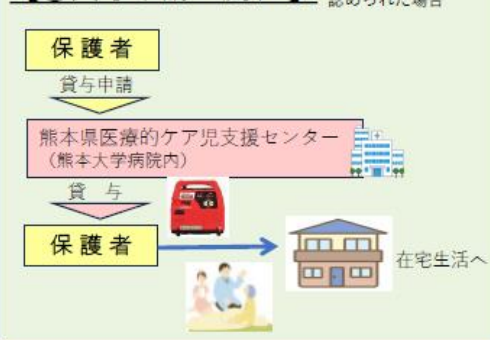 認められた場合
保護者
貸与申請
熊本県医療的ケア児支援センター
（熊本大学病院内）
貸　与
保護者
在宅生活へ